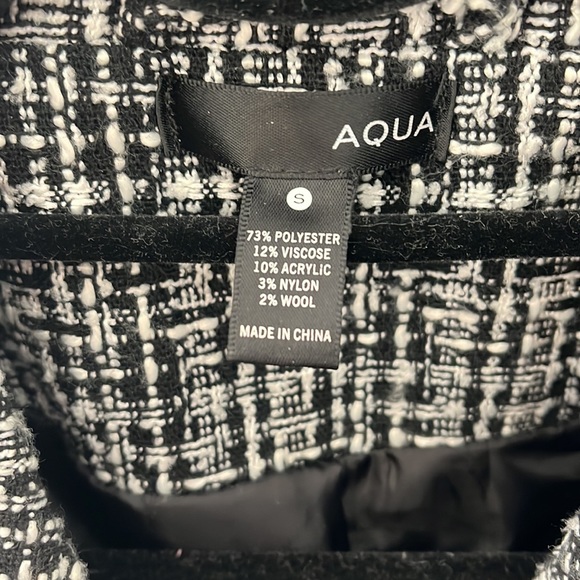 AQUA
S
73% POLYESTER
12% VISCOSE
10% ACRYLIC
3% NYLON
2% WOOL
MADE IN CHINA